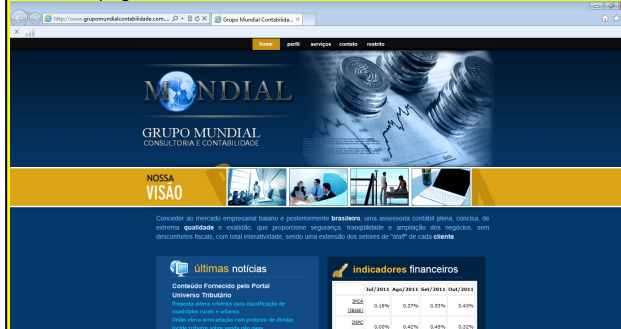 http://www.grupomundialcontabilidade.com...
Grupo Mundial Contabilida...
home perfil serviços contato restrito
MUNDIAL
GRUPO MUNDIAL
CONSULTORIA E CONTABILIDADE
NOSSA
VISÃO
Conceder ao mercado empresarial baiano e posteriormente brasileiro, uma assessoria contábil plena, concisa, de
extrema qualidade e exatidão, que proporcione segurança, tranqüilidade e ampliação dos negócios, sem
desconfortos fiscais, com total interatividade, sendo uma extensão dos setores de "staff" de cada cliente.
últimas notícias
Conteúdo Fornecido pelo Portal
Universo Tributário
Proposta altera critérios para classificação de
municípios rurais e urbanos
União eleva arrecadação com protesto de dívidas
indicadores financeiros
Jul/2011 Ago/2011 Set/2011 Out/2011
IPCA
[IBGE] 0,16% 0,37% 0,53% 0,43%
INPC
0,00% 0,42% 0,45% 0,32%